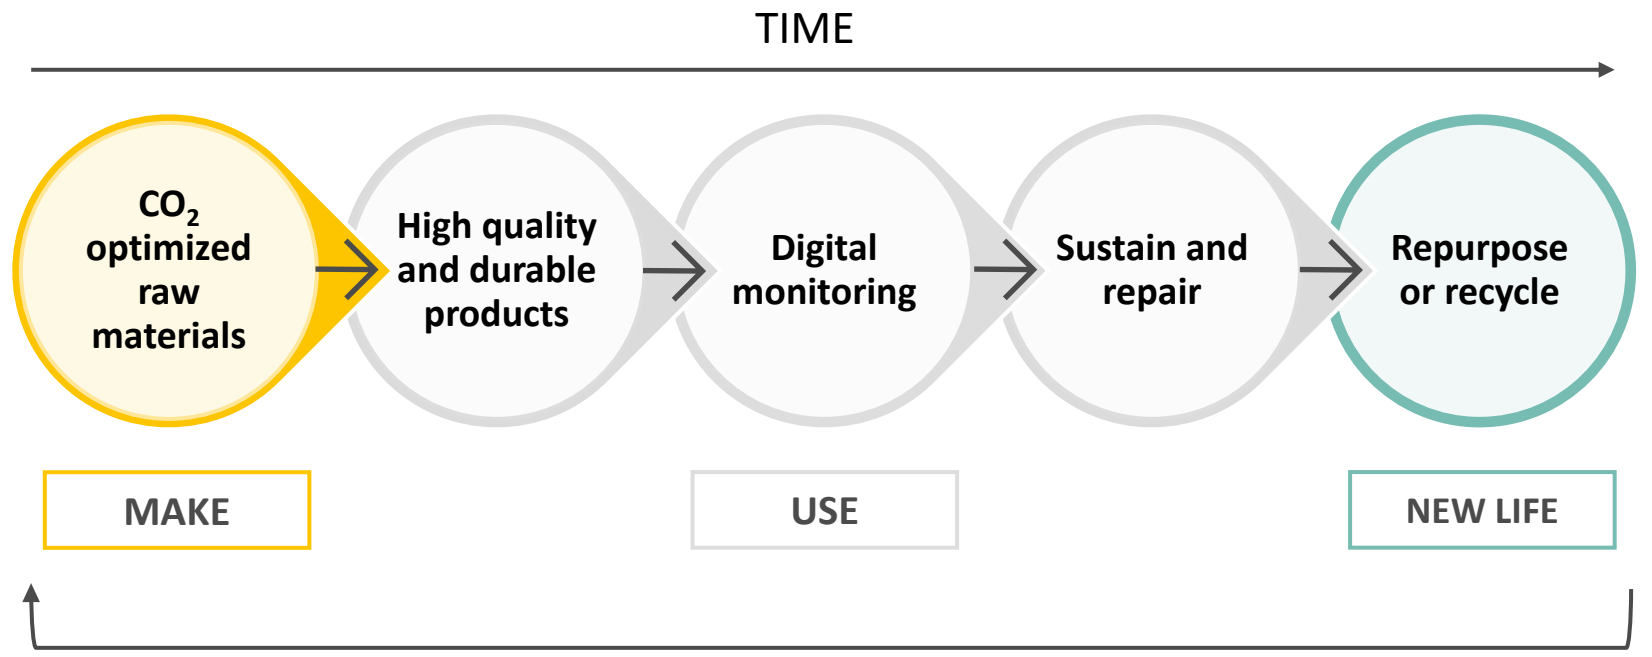 TIME
CO₂
optimized
raw
materials
High quality
and durable
products
Digital
monitoring
Sustain and
repair
Repurpose
or recycle
MAKE
USE
NEW LIFE